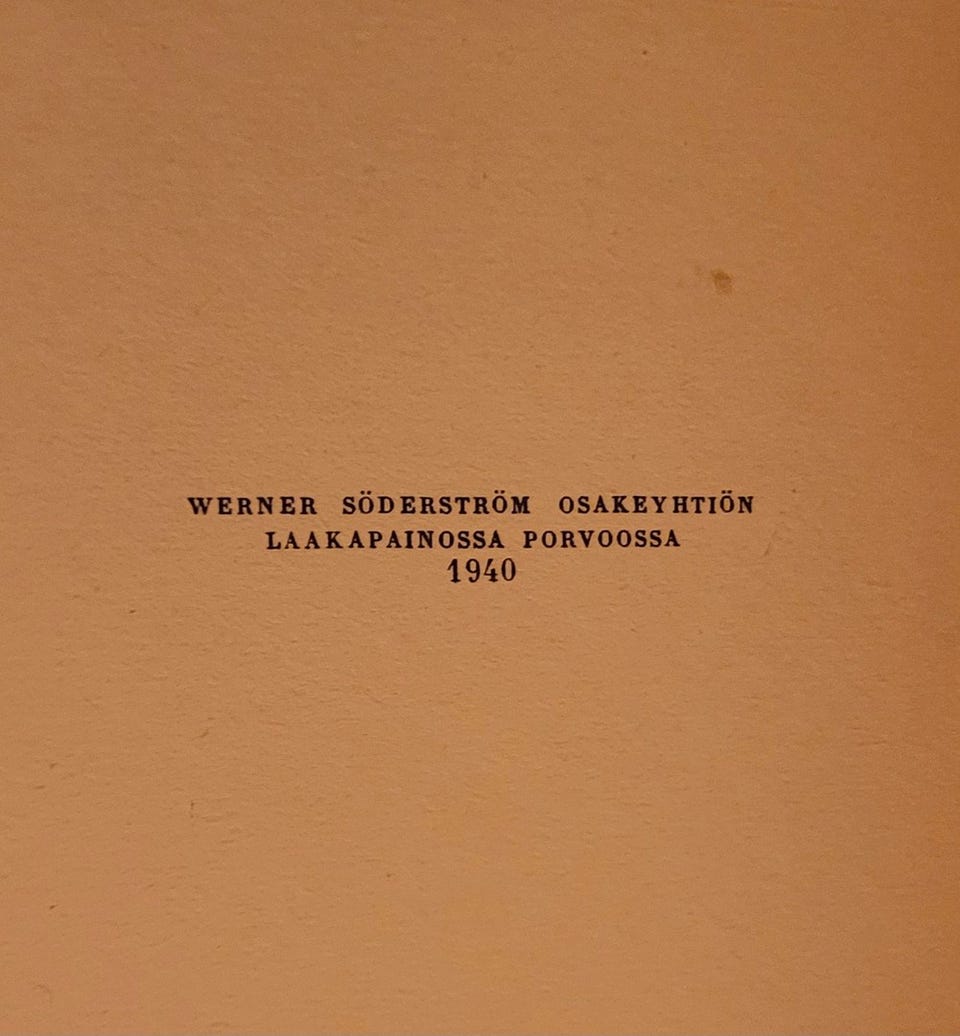 WERNER SÖDERSTRÖM OSAKEYHTIÖN
LAAKAPAINOSSA PORVOOSSA
1940